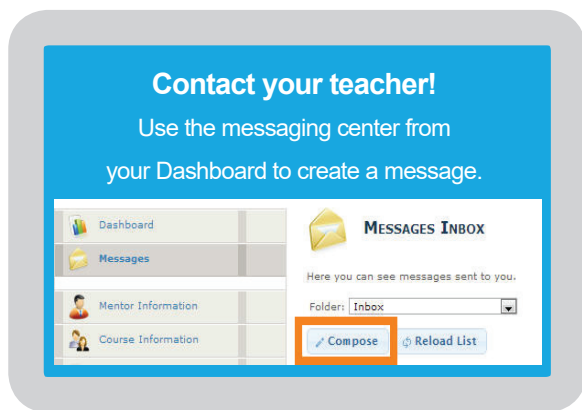 Contact your teacher!
Use the messaging center from
your Dashboard to create a message.
Dashboard
Messages
Mentor Information
Course Information
MESSAGES INBOX
Here you can see messages sent to you.
Folder: Inbox
Compose
Reload List